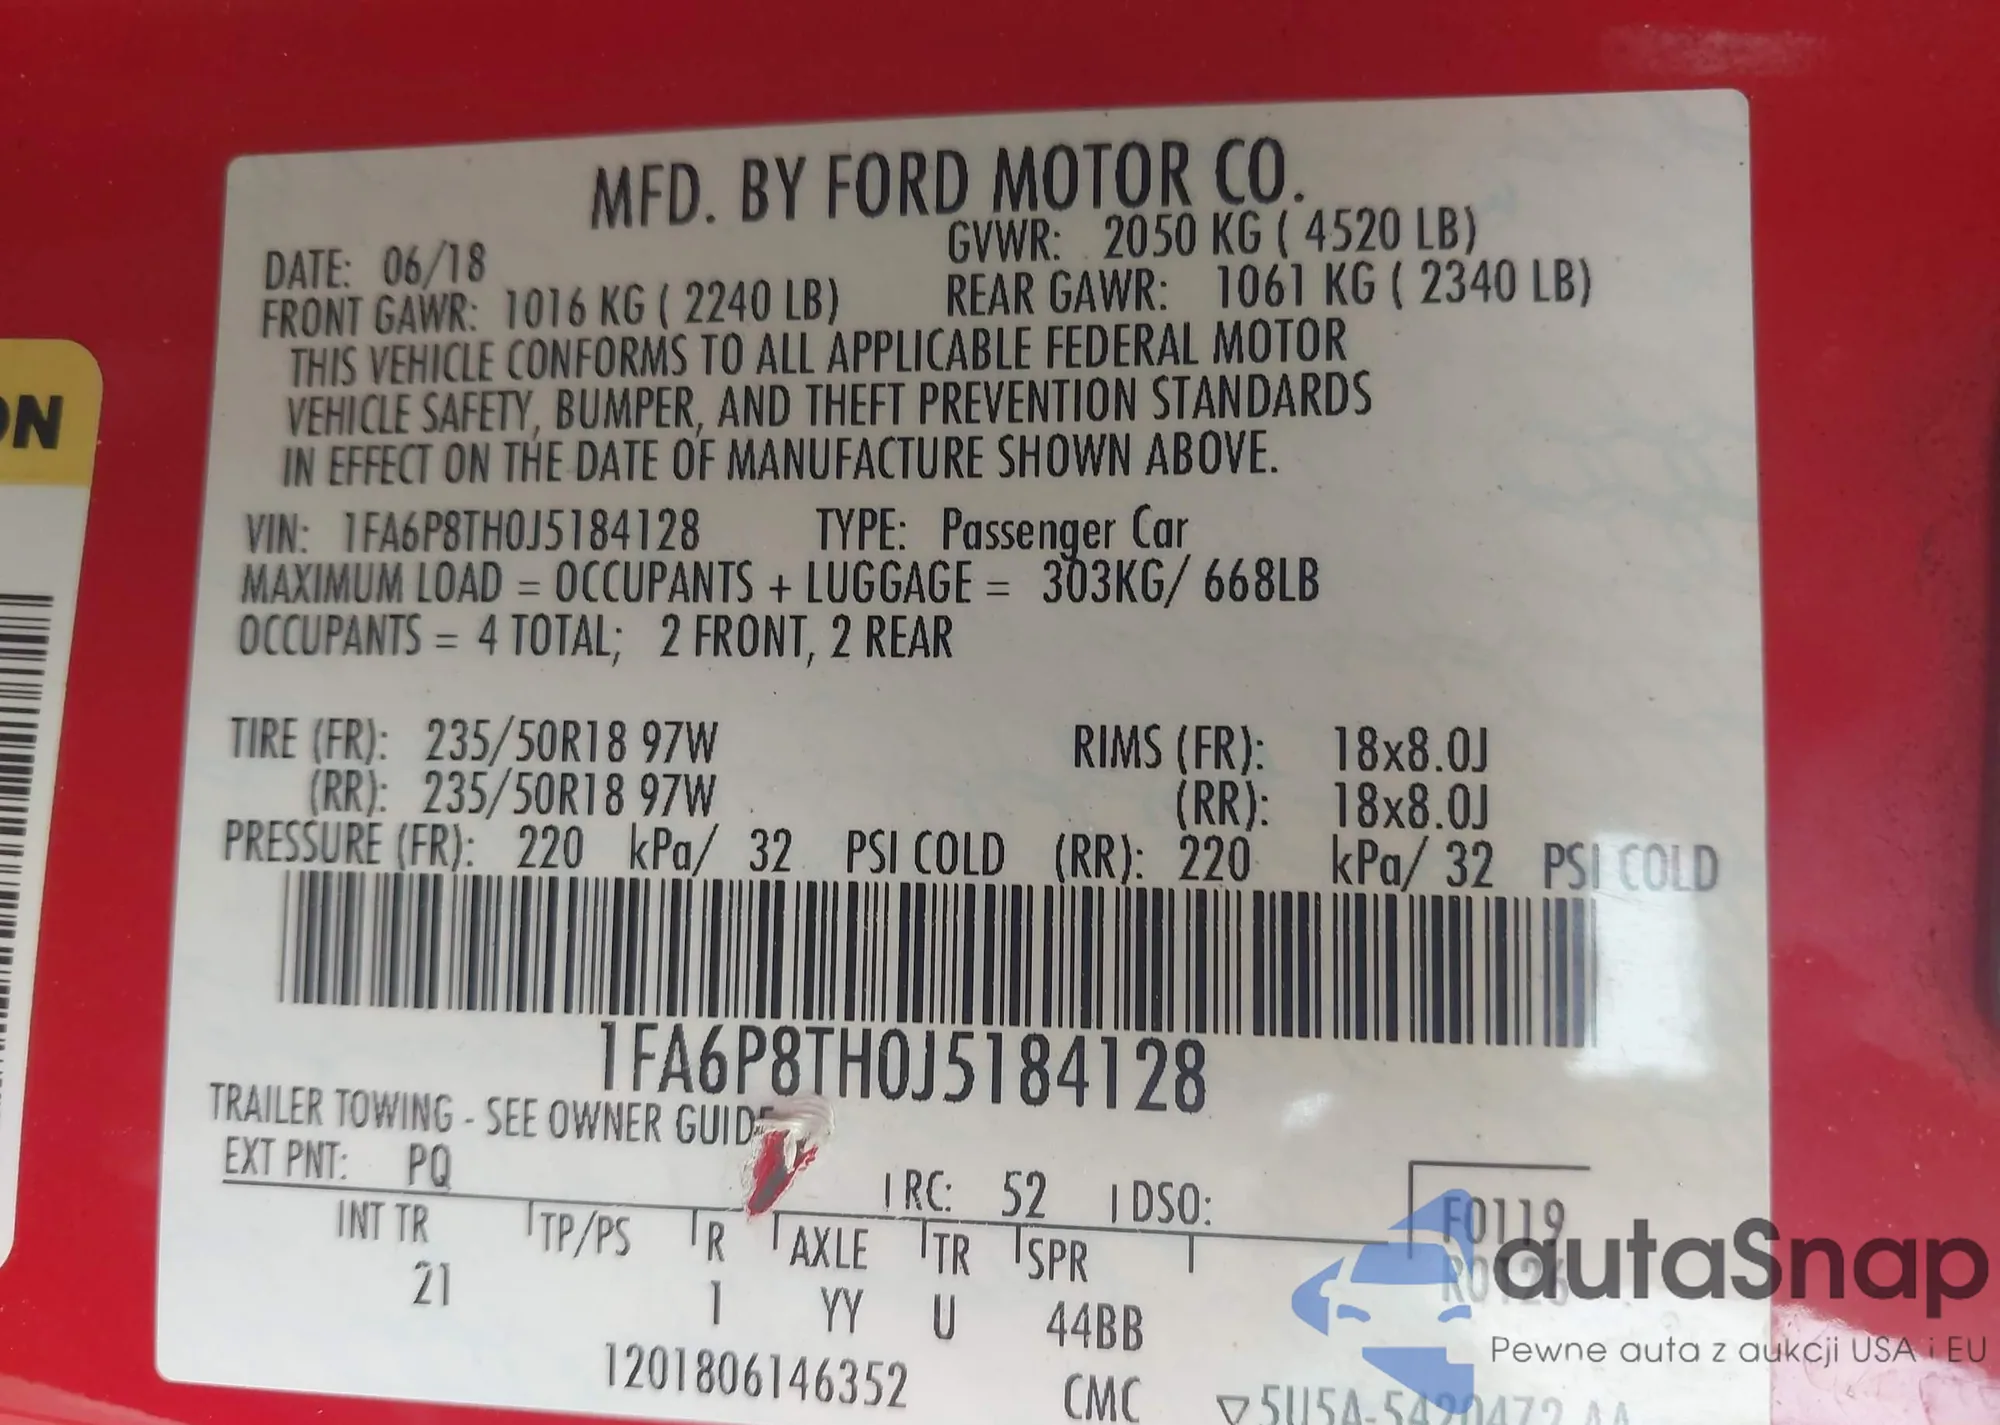 MFD. BY FORD MOTOR CO.
DATE: 06/18 GVWR: 2050 KG ( 4520 LB)
FRONT GAWR: 1016 KG ( 2240 LB) REAR GAWR: 1061 KG ( 2340 LB)
THIS VEHICLE CONFORMS TO ALL APPLICABLE FEDERAL MOTOR
VEHICLE SAFETY, BUMPER, AND THEFT PREVENTION STANDARDS
IN EFFECT ON THE DATE OF MANUFACTURE SHOWN ABOVE.
VIN: 1FA6P8TH0J5184128 TYPE: Passenger Car
MAXIMUM LOAD = OCCUPANTS + LUGGAGE = 303KG/ 668LB
OCCUPANTS = 4 TOTAL; 2 FRONT, 2 REAR
TIRE (FR): 235/50R18 97W RIMS (FR): 18x8.0J
(RR): 235/50R18 97W (RR): 18x8.0J
PRESSURE (FR): 220 kPa/ 32 PSI COLD (RR): 220 kPa/ 32 PSI COLD
1FA6P8TH0J5184128
TRAILER TOWING - SEE OWNER GUIDE
EXT PNT: PQ RC: 52 DSO:
F0119
R0126
INT TR TP/PS R AXLE TR SPR
21 1 YY U 44BB
1201806146352 CMC ▽5U5A-5420472-AA
ON
autaSnap
Pewne auta z aukcji USA i EU